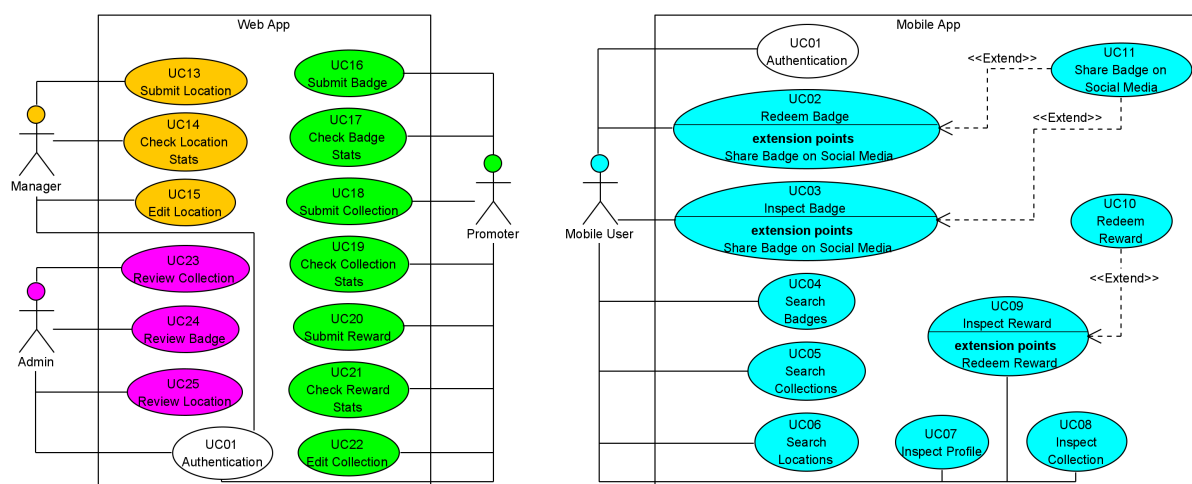 Web App
UC13
Submit Location
UC14
Check Location
Stats
UC15
Edit Location
Manager
UC23
Review Collection
UC24
Review Badge
UC25
Review Location
Admin
UC01
Authentication
UC16
Submit Badge
UC17
Check Badge
Stats
UC18
Submit Collection
UC19
Check Collection
Stats
UC20
Submit Reward
UC21
Check Reward
Stats
UC22
Edit Collection
Promoter
Mobile App
Mobile User
UC01
Authentication
UC02
Redeem Badge
extension points
Share Badge on Social Media
UC03
Inspect Badge
extension points
Share Badge on Social Media
UC04
Search
Badges
UC05
Search
Collections
UC06
Search
Locations
UC07
Inspect Profile
UC08
Inspect
Collection
UC09
Inspect Reward
extension points
Redeem Reward
UC10
Redeem
Reward
<<Extend>>
UC11
Share Badge on
Social Media
<<Extend>>
<<Extend>>